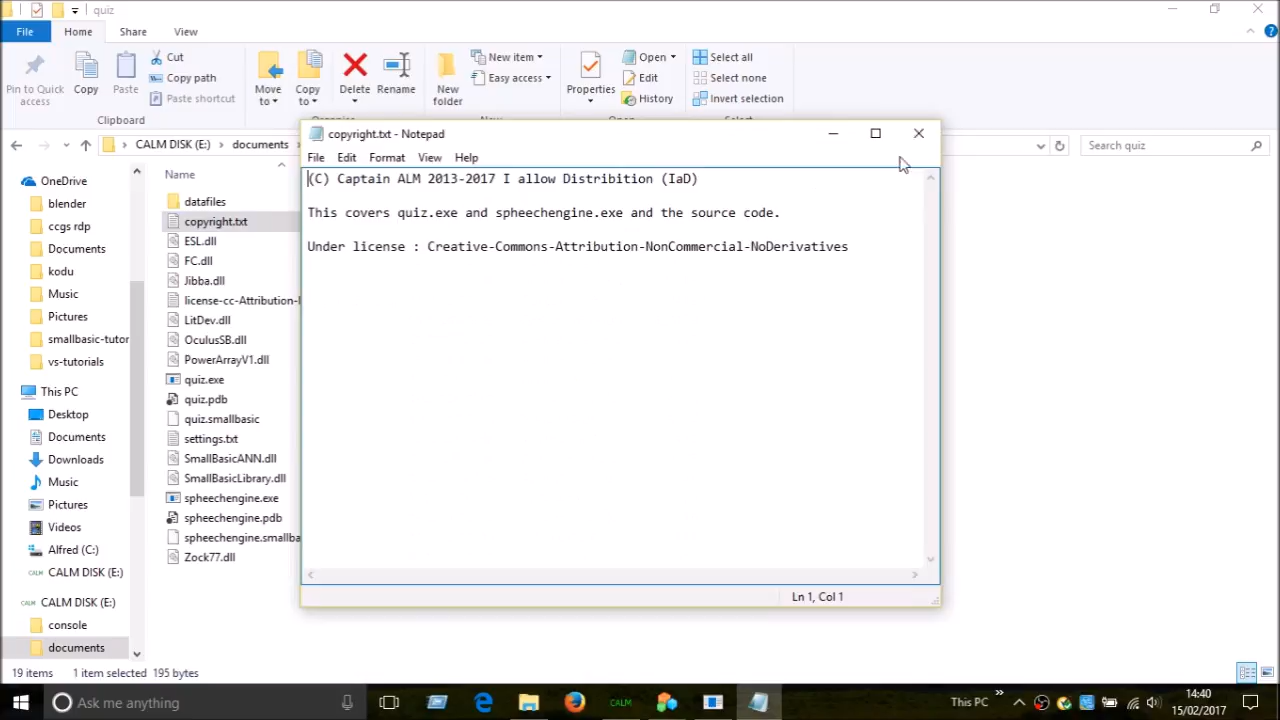 quiz
File Home Share View
Pin to Quick access
Copy
Paste
Cut
Copy path
Paste shortcut
Clipboard
Move to
Copy to
Delete
Rename
New folder
New item
Easy access
Properties
Open
Edit
History
Select all
Select none
Invert selection
CALM DISK (E:) documents
Search quiz
copyright.txt - Notepad
File Edit Format View Help
(C) Captain ALM 2013-2017 I allow Distribition (IaD)
This covers quiz.exe and spheechengine.exe and the source code.
Under license : Creative-Commons-Attribution-NonCommercial-NoDerivatives
Ln 1, Col 1
OneDrive
blender
ccgs rdp
Documents
kodu
Music
Pictures
smallbasic-tutor
vs-tutorials
This PC
Desktop
Documents
Downloads
Music
Pictures
Videos
Alfred (C:)
CALM CALM DISK (E:)
CALM CALM DISK (E:)
console
documents
Name
datafiles
copyright.txt
ESL.dll
FC.dll
Jibba.dll
license-cc-Attribution-
LitDev.dll
OculusSB.dll
PowerArrayV1.dll
quiz.exe
quiz.pdb
quiz.smallbasic
settings.txt
SmallBasicANN.dll
SmallBasicLibrary.dll
spheechengine.exe
spheechengine.pdb
spheechengine.smallba
Zock77.dll
19 items 1 item selected 195 bytes
Ask me anything
CALM
This PC
14:40
15/02/2017